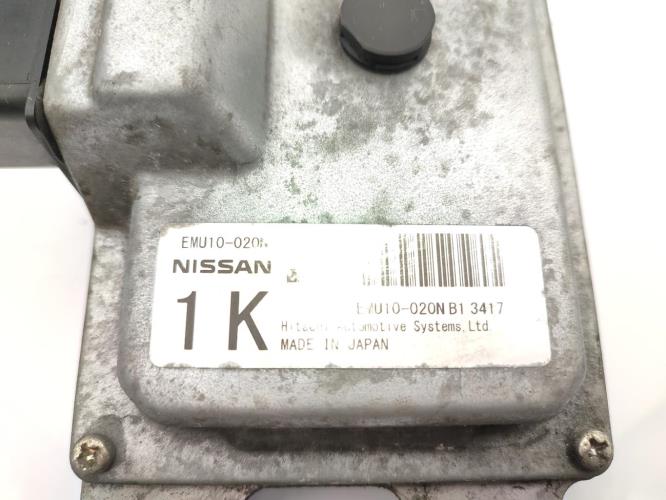 EMU10-020N
NISSAN
1K
EMU10-020N B1 3417
Hitachi Automotive Systems, Ltd.
MADE IN JAPAN